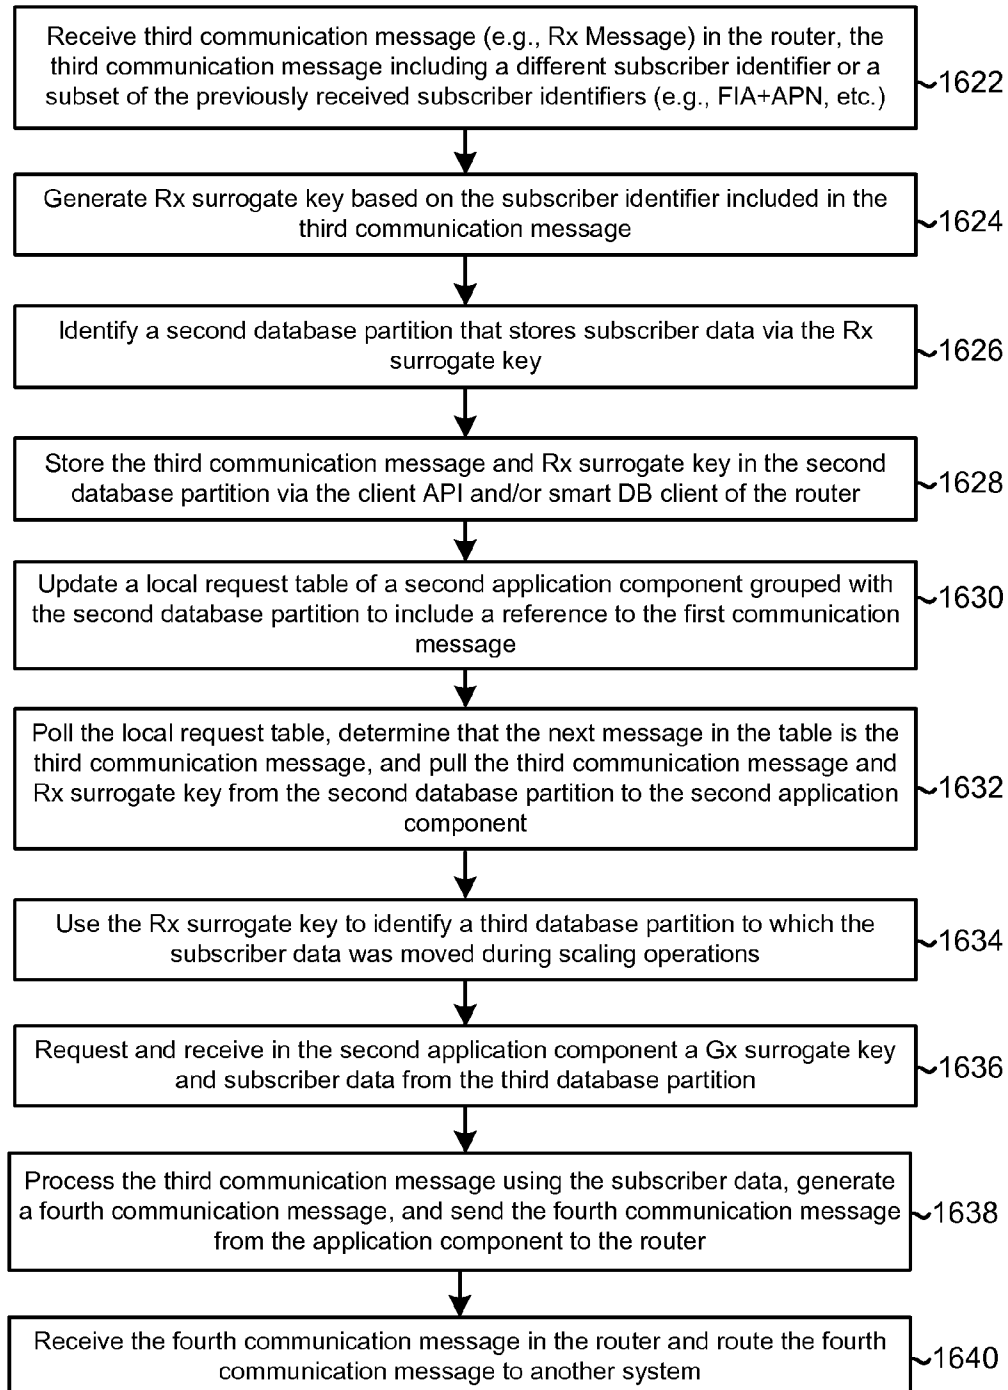 Receive third communication message (e.g., Rx Message) in the router, the
third communication message including a different subscriber identifier or a
subset of the previously received subscriber identifiers (e.g., FIA+APN, etc.)
1622
Generate Rx surrogate key based on the subscriber identifier included in the
third communication message
1624
Identify a second database partition that stores subscriber data via the Rx
surrogate key
1626
Store the third communication message and Rx surrogate key in the second
database partition via the client API and/or smart DB client of the router
1628
Update a local request table of a second application component grouped with
the second database partition to include a reference to the first communication
message
1630
Poll the local request table, determine that the next message in the table is the
third communication message, and pull the third communication message and
Rx surrogate key from the second database partition to the second application
component
1632
Use the Rx surrogate key to identify a third database partition to which the
subscriber data was moved during scaling operations
1634
Request and receive in the second application component a Gx surrogate key
and subscriber data from the third database partition
1636
Process the third communication message using the subscriber data, generate
a fourth communication message, and send the fourth communication message
from the application component to the router
1638
Receive the fourth communication message in the router and route the fourth
communication message to another system
1640